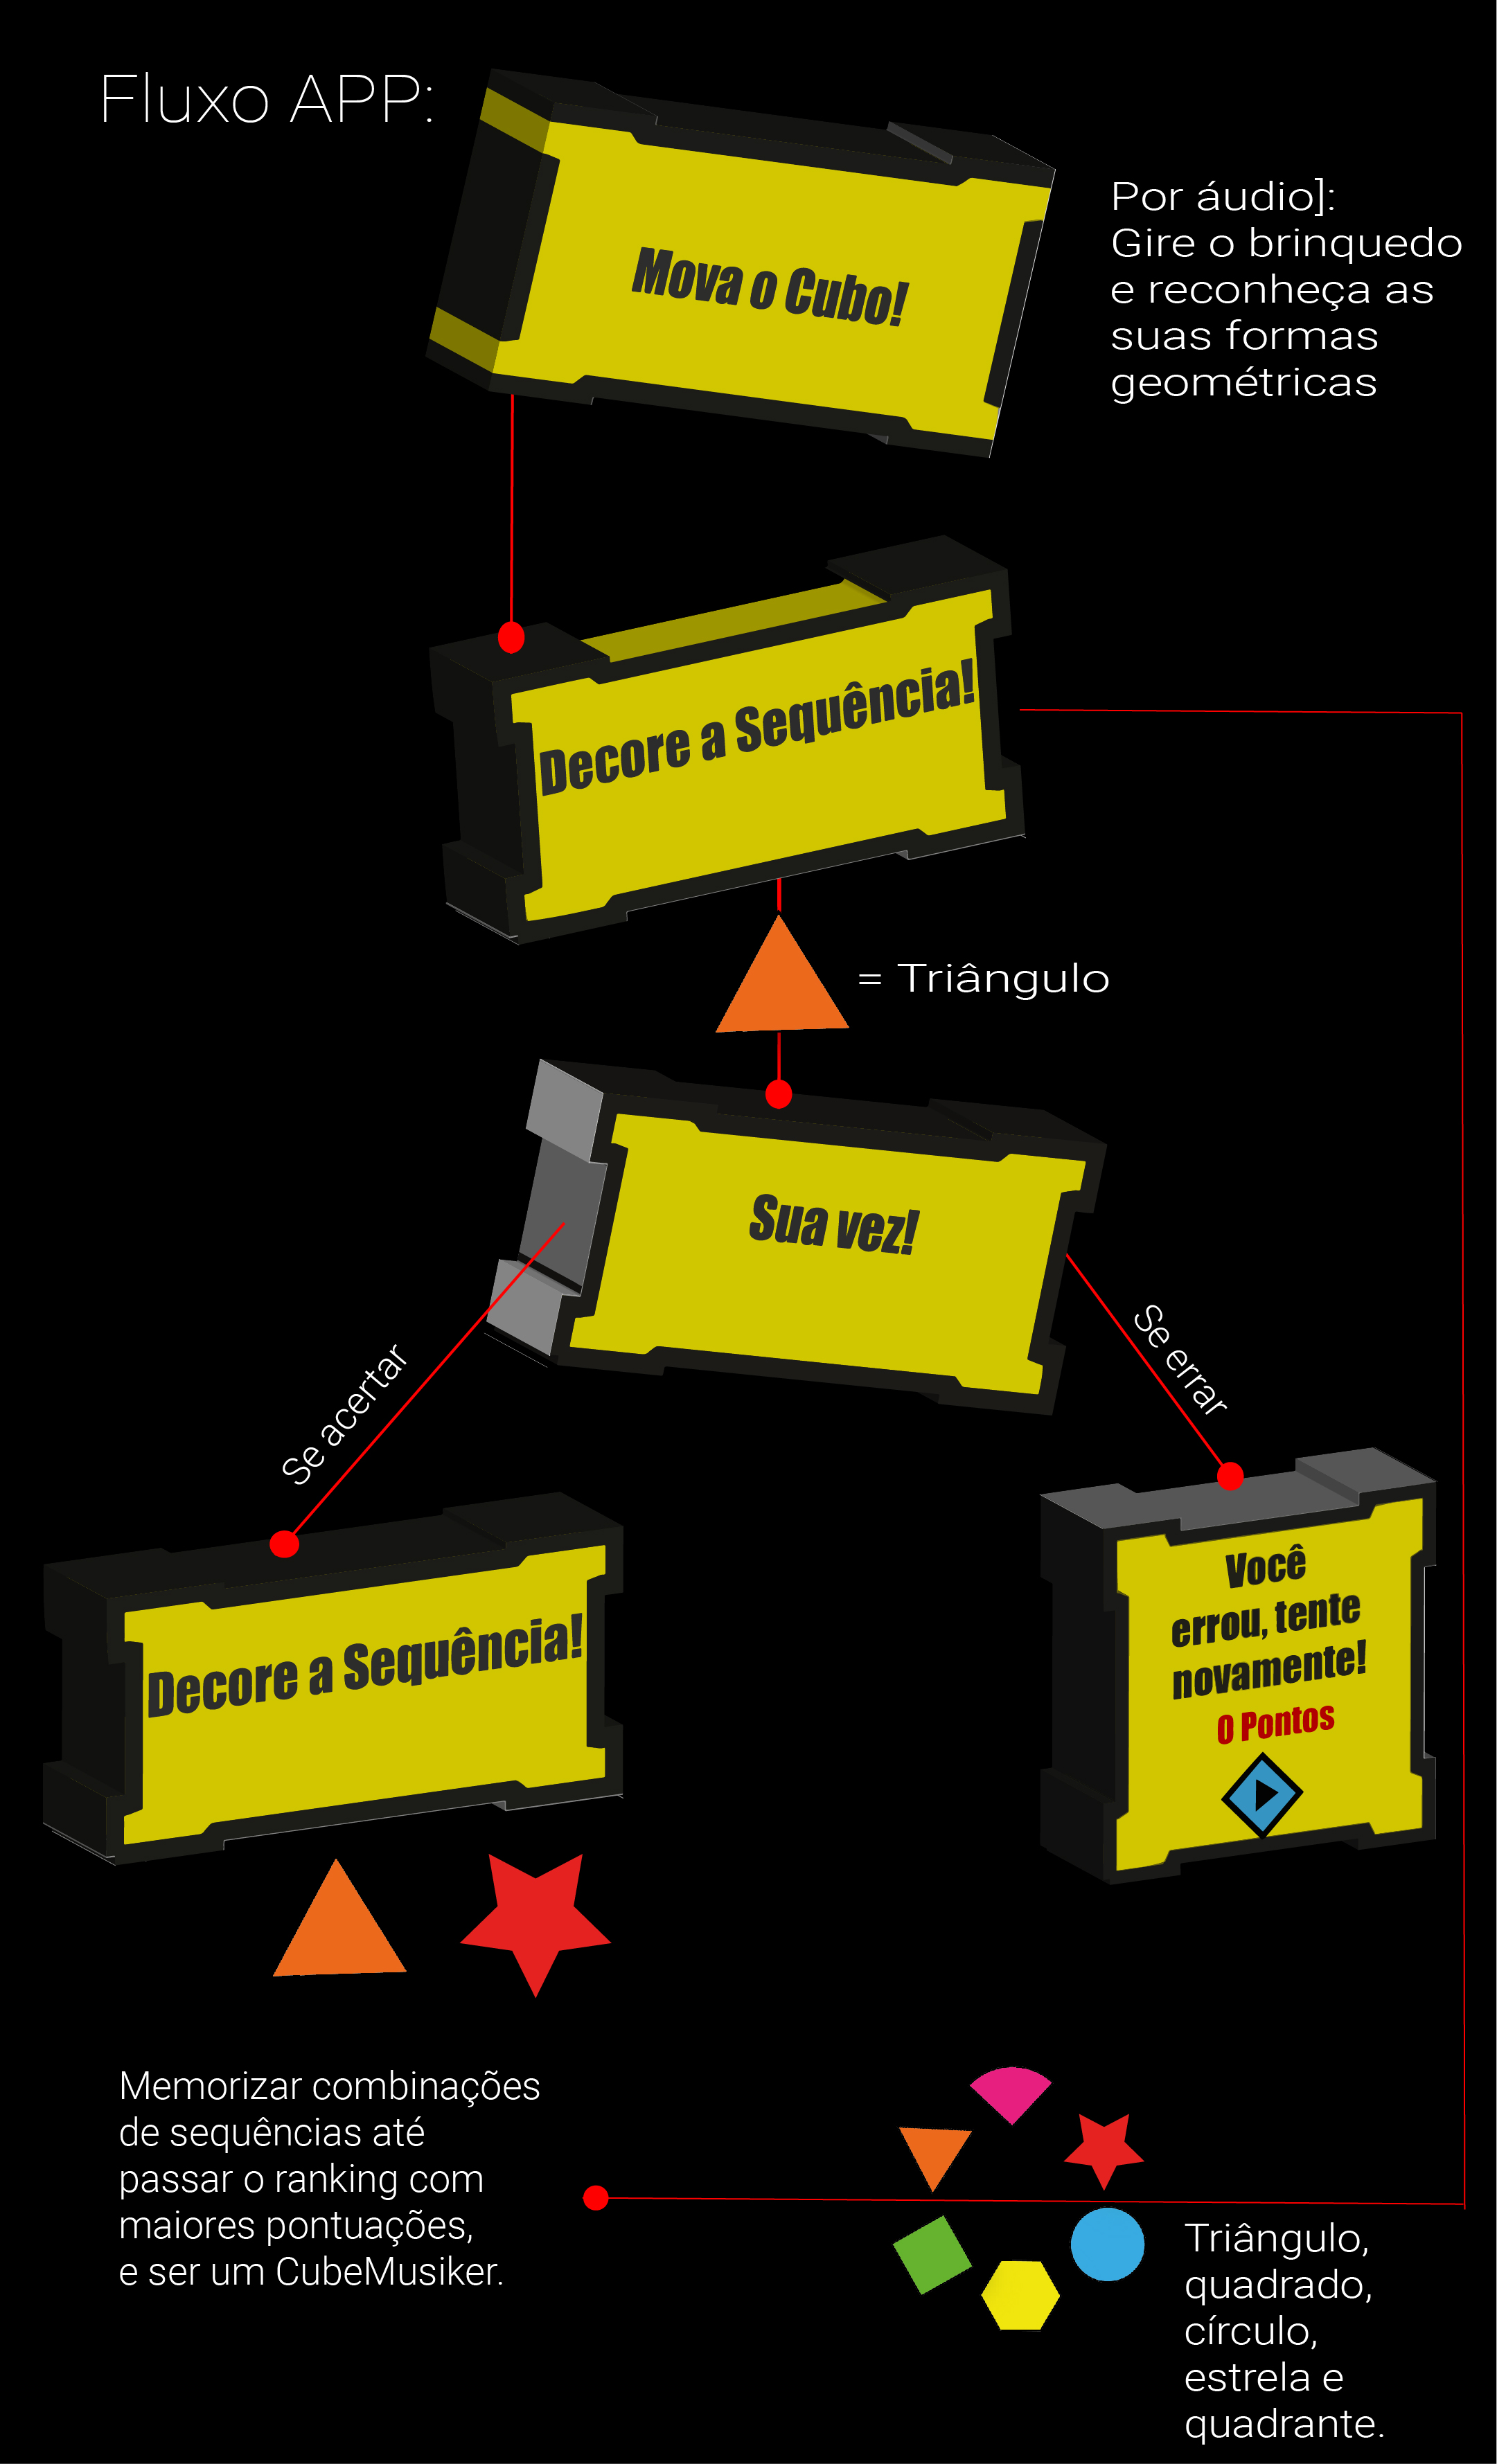 Fluxo APP:
Mova o Cubo!
Por áudio]:
Gire o brinquedo
e reconheça as
suas formas
geométricas
Decore a Sequência!
= Triângulo
Sua vez!
Se acertar
Se errar
Decore a Sequência!
Você
errou, tente
novamente!
0 Pontos
Memorizar combinações
de sequências até
passar o ranking com
maiores pontuações,
e ser um CubeMusiker.
Triângulo,
quadrado,
círculo,
estrela e
quadrante.